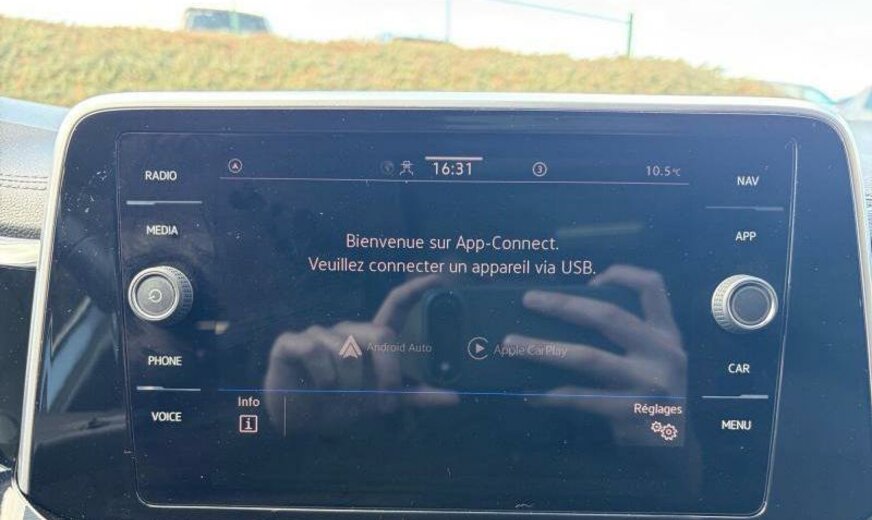 RADIO
MEDIA
PHONE
VOICE
A
16:31
3
10.5°C
Bienvenue sur App-Connect.
Veuillez connecter un appareil via USB.
Android Auto
Apple CarPlay
Info
i
Réglages
NAV
APP
CAR
MENU